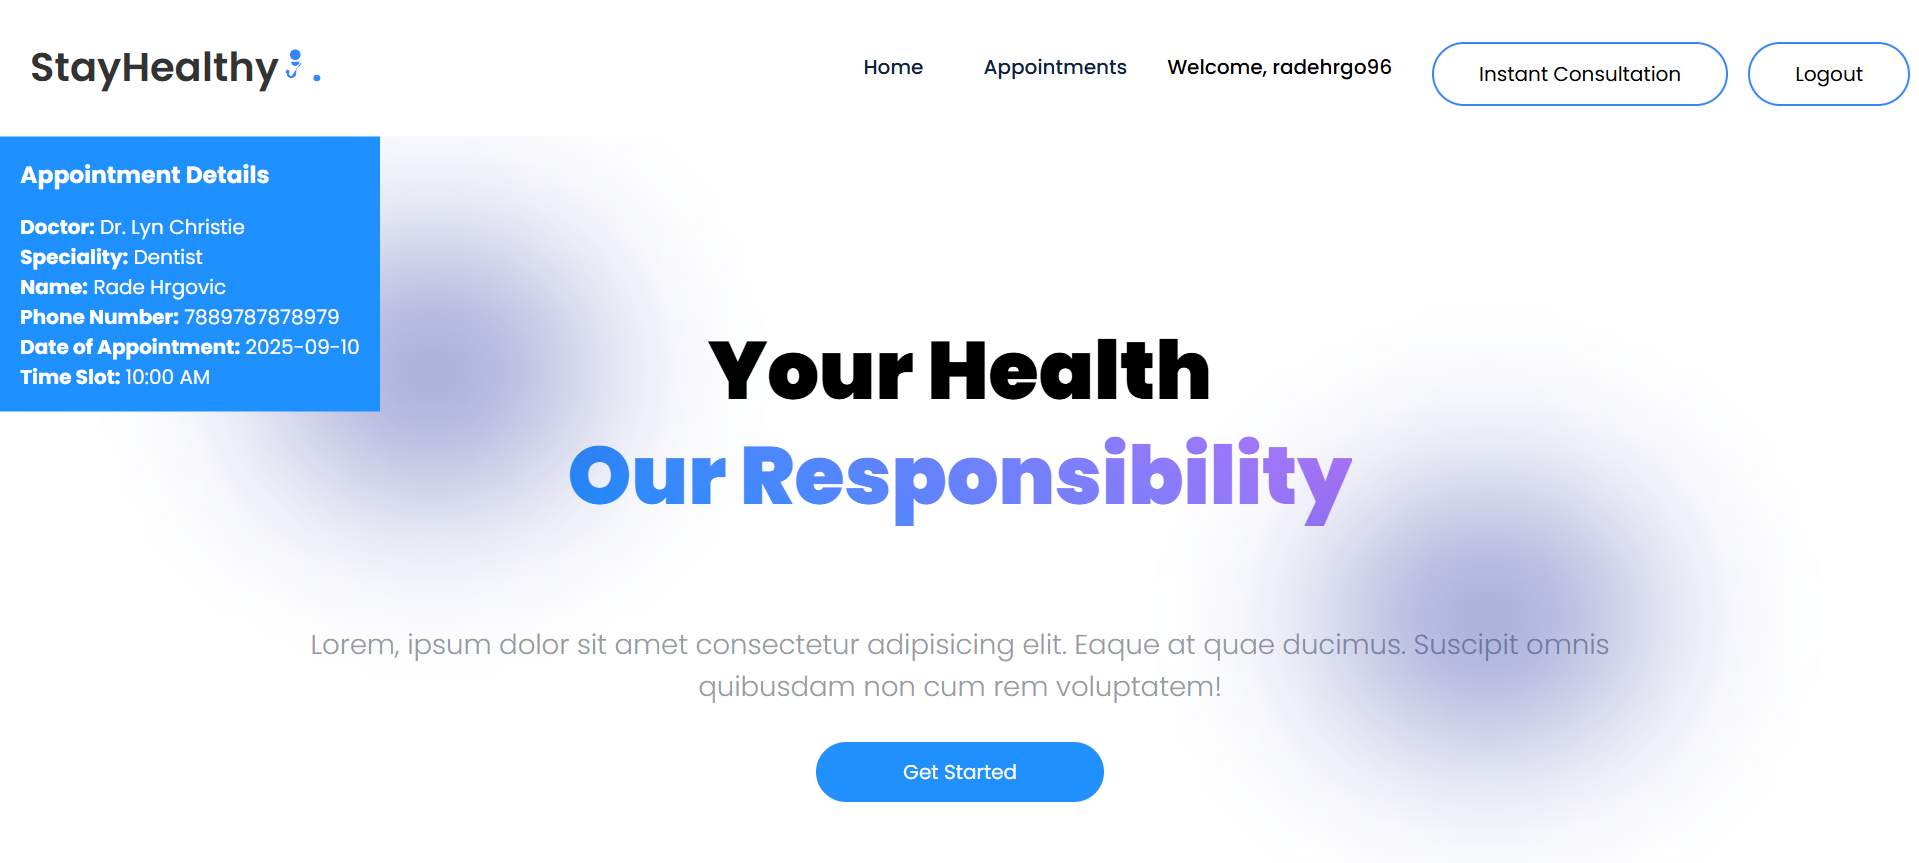 StayHealthy.
Home
Appointments
Welcome, radehrgo96
Instant Consultation
Logout
Appointment Details
Doctor: Dr. Lyn Christie
Speciality: Dentist
Name: Rade Hrgovic
Phone Number: 7889787878979
Date of Appointment: 2025-09-10
Time Slot: 10:00 AM
Your Health
Our Responsibility
Lorem, ipsum dolor sit amet consectetur adipisicing elit. Eaque at quae ducimus. Suscipit omnis
quibusdam non cum rem voluptatem!
Get Started